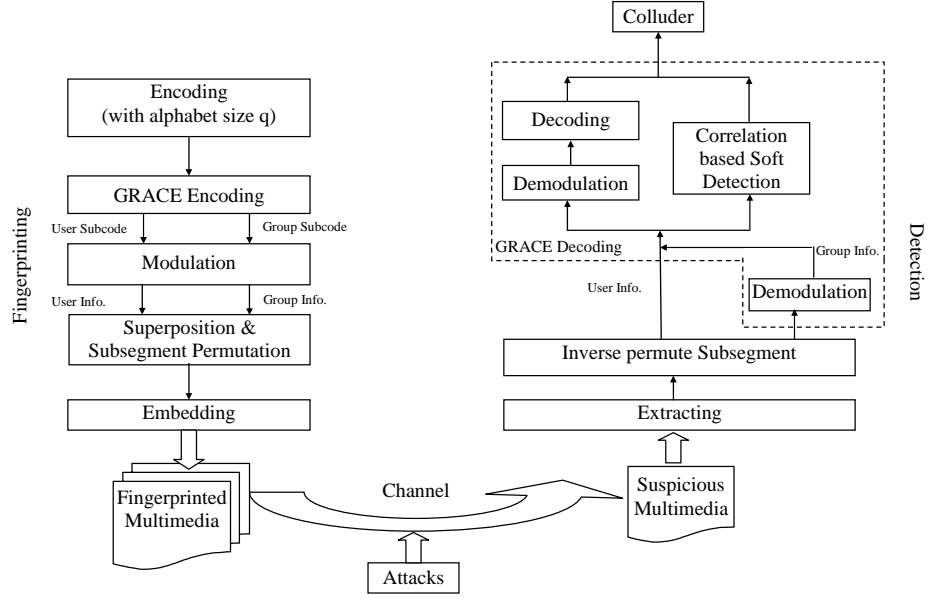 Fingerprinting
Encoding
(with alphabet size q)
GRACE Encoding
User Subcode
Group Subcode
Modulation
User Info.
Group Info.
Superposition &
Subsegment Permutation
Embedding
Fingerprinted
Multimedia
Channel
Attacks
Suspicious
Multimedia
Extracting
Inverse permute Subsegment
User Info.
Demodulation
Group Info.
GRACE Decoding
Demodulation
Decoding
Correlation
based Soft
Detection
Colluder
Detection